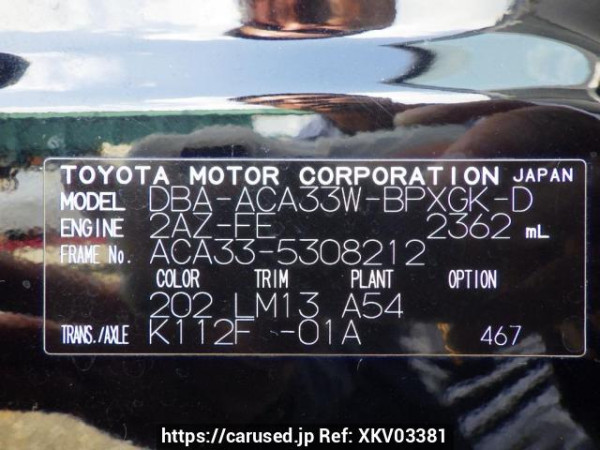 TOYOTA MOTOR CORPORATION JAPAN
MODEL DBA-ACA33W-BPXGK-D
ENGINE 2AZ-FE 2362 mL
FRAME No. ACA33-5308212
COLOR TRIM PLANT OPTION
202 LM13 A54
TRANS./AXLE K112F -01A 467
https://carused.jp Ref: XKV03381